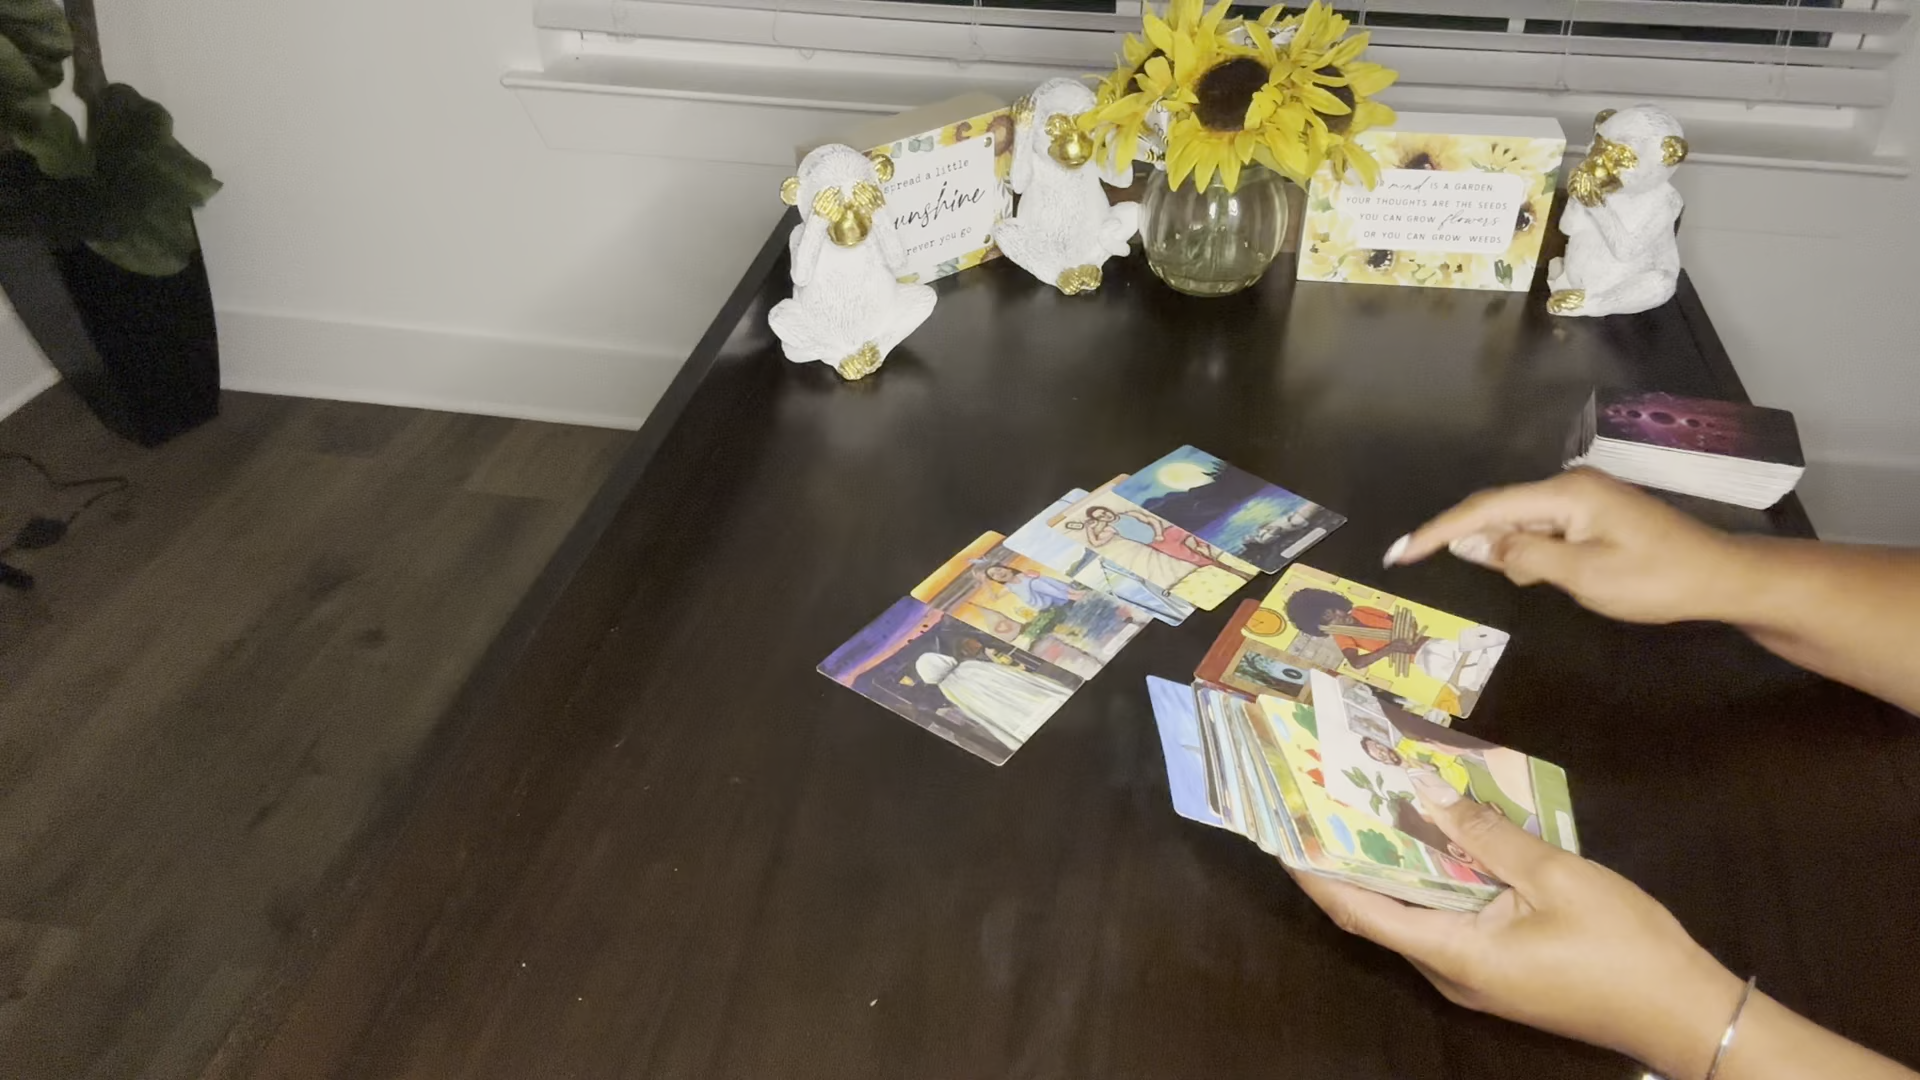 spread a little
unshine
rever you go
mind IS A GARDEN
YOUR THOUGHTS ARE THE SEEDS
YOU CAN GROW flowers
OR YOU CAN GROW WEEDS